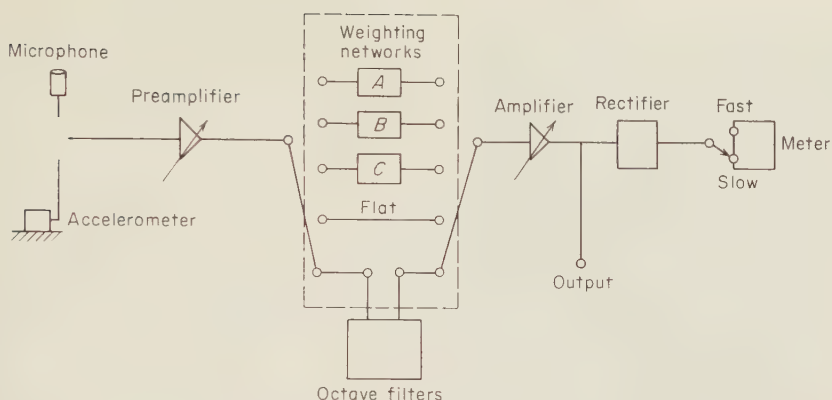 Microphone
Preamplifier
Accelerometer
Weighting
networks
A
B
C
Flat
Octave filters
Amplifier
Output
Rectifier
Fast
Slow
Meter